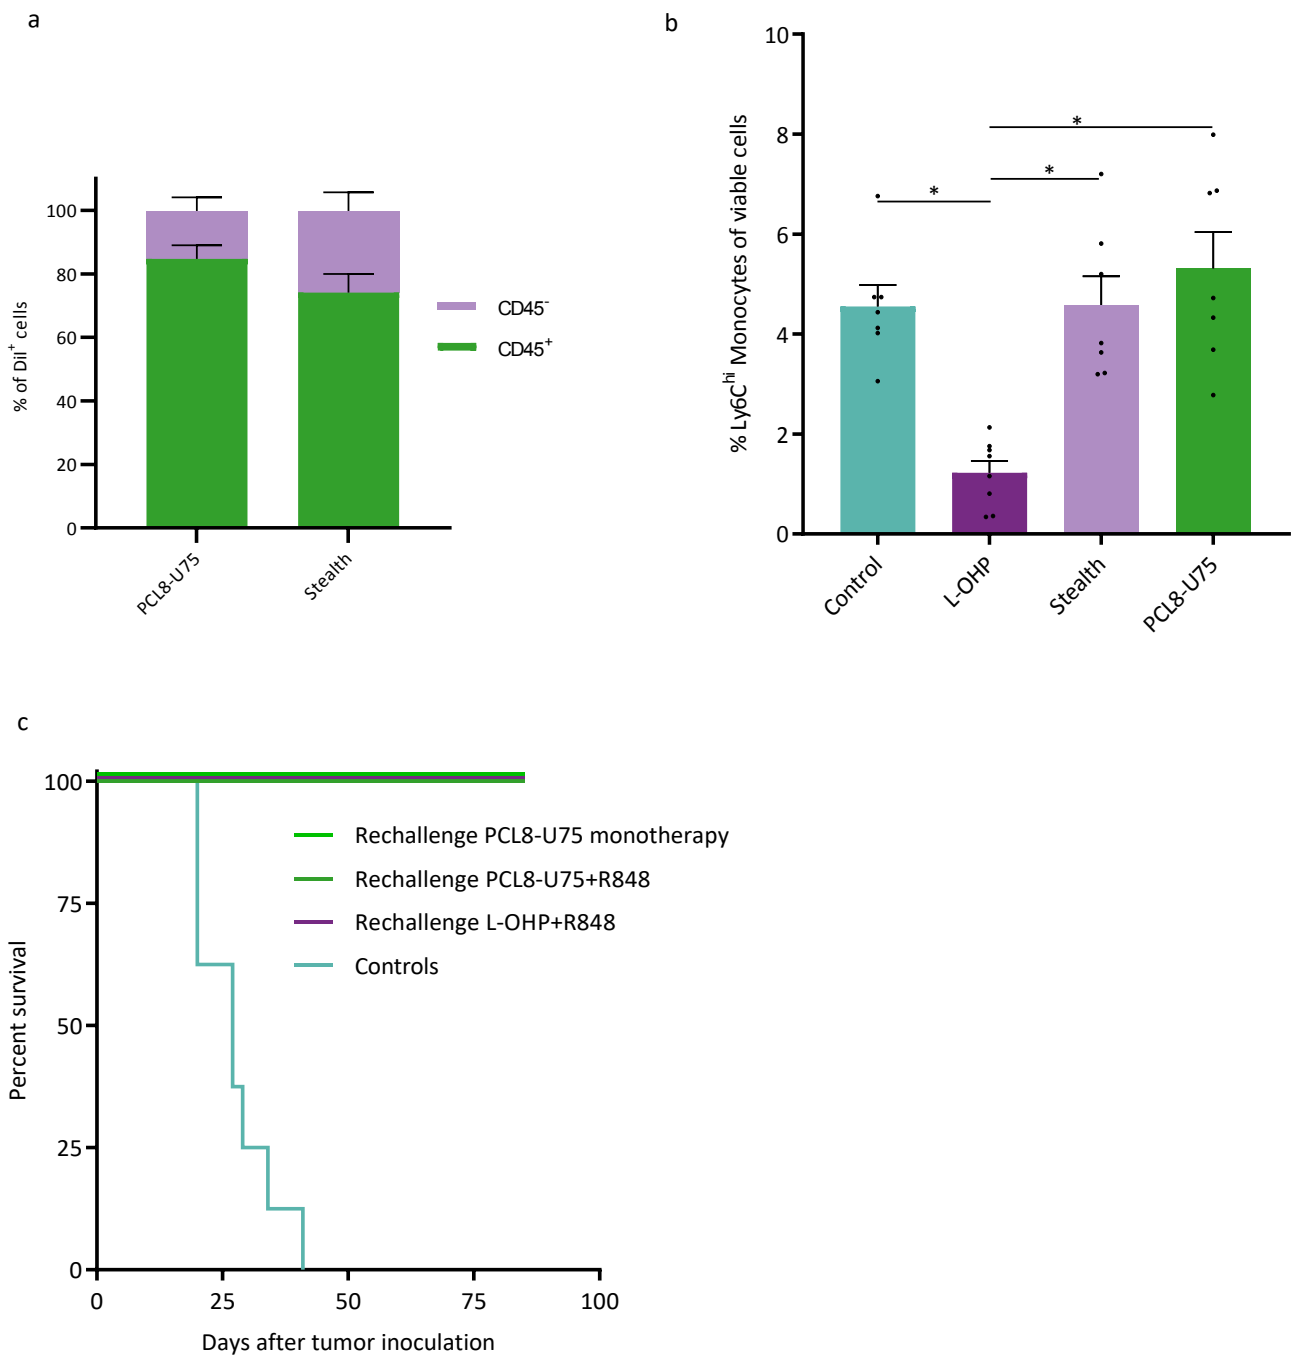 a
% of Dil+ cells
100
80
60
40
20
0
PCL8-U75
Stealth
CD45-
CD45+
b
% Ly6Chi Monocytes of viable cells
10
8
6
4
2
0
*
*
*
Control
L-OHP
Stealth
PCL8-U75
c
Percent survival
100
75
50
25
0
Rechallenge PCL8-U75 monotherapy
Rechallenge PCL8-U75+R848
Rechallenge L-OHP+R848
Controls
0
25
50
75
100
Days after tumor inoculation